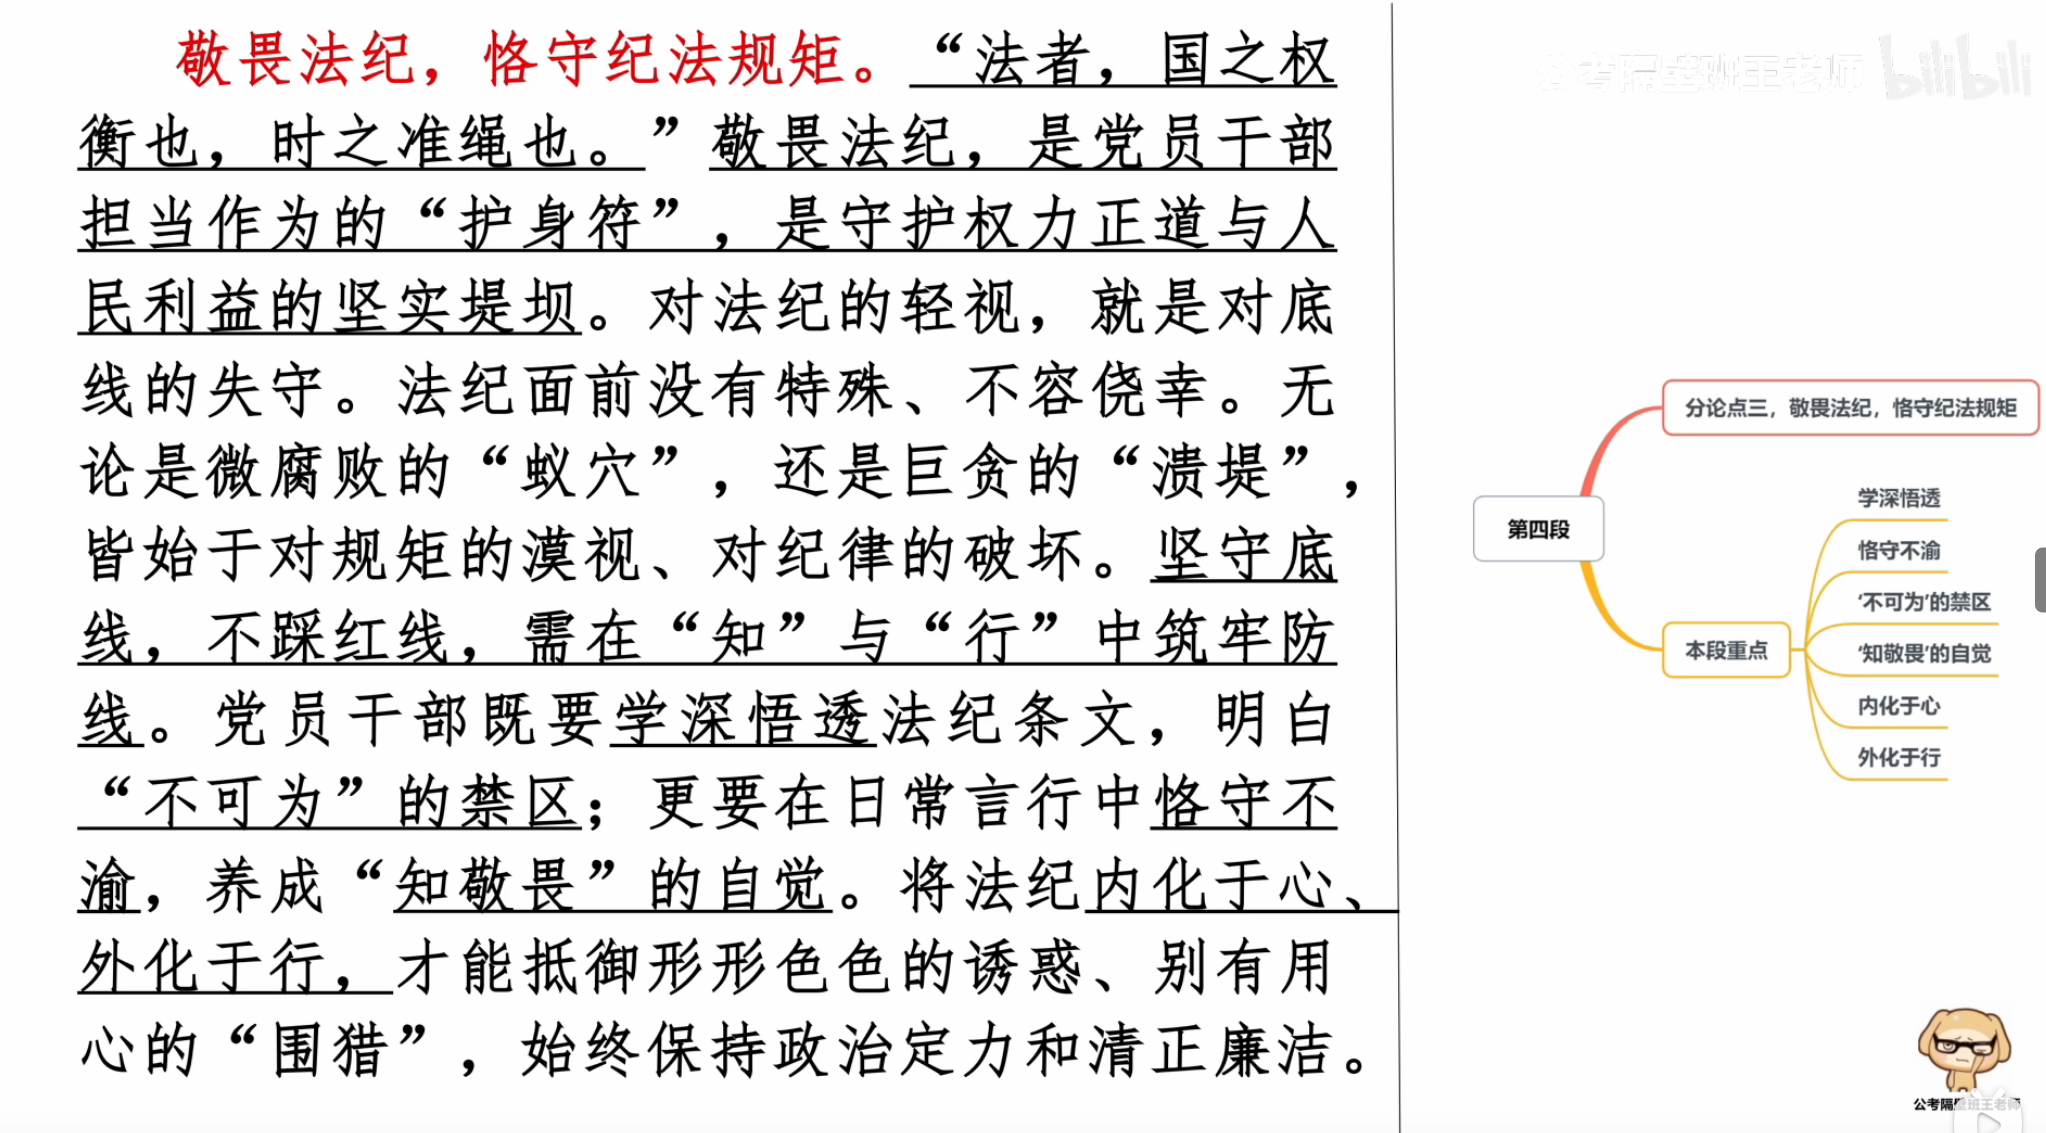 敬畏法纪，恪守纪法规矩。“法者，国之权
衡也，时之准绳也。”敬畏法纪，是党员干部
担当作为的“护身符”，是守护权力正道与人
民利益的坚实堤坝。对法纪的轻视，就是对底
线的失守。法纪面前没有特殊、不容侥幸。无
论是微腐败的“蚁穴”，还是巨贪的“溃堤”，
皆始于对规矩的漠视、对纪律的破坏。坚守底
线，不踩红线，需在“知”与“行”中筑牢防
线。党员干部既要学深悟透法纪条文，明白
“不可为”的禁区；更要在日常言行中恪守不
渝，养成“知敬畏”的自觉。将法纪内化于心、
外化于行，才能抵御形形色色的诱惑、别有用
心的“围猎”，始终保持政治定力和清正廉洁。
公考隔壁班王老师 bilibili
分论点三，敬畏法纪，恪守纪法规矩
第四段
本段重点
学深悟透
恪守不渝
‘不可为’的禁区
‘知敬畏’的自觉
内化于心
外化于行
公考隔壁班王老师